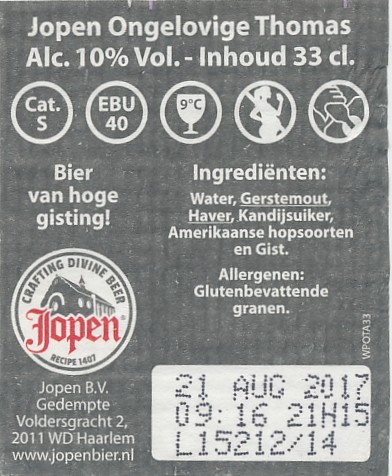 Jopen Ongelovige Thomas
Alc. 10% Vol. - Inhoud 33 cl.
Cat.
S
EBU
40
9°C
Bier
van hoge
gisting!
Ingrediënten:
Water, Gerstemout,
Haver, Kandijsuiker,
Amerikaanse hopsoorten
en Gist.
Allergenen:
Glutenbevattende
granen.
CRAFTING DIVINE BEER
Jopen®
RECIPE 1407
Jopen B.V.
Gedempte
Voldersgracht 2,
2011 WD Haarlem
www.jopenbier.nl
WPOTA33
21 AUG 2017
09:16 21H15
L15212/14